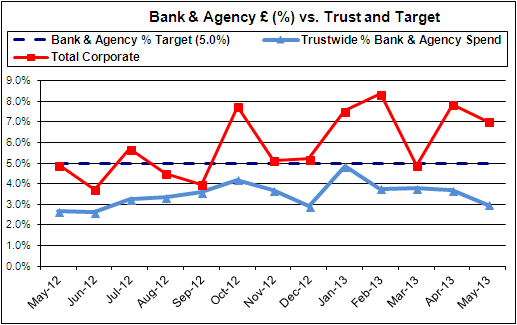 Bank & Agency £ (%) vs. Trust and Target
Bank & Agency % Target (5.0%) Trustwide % Bank & Agency Spend
Total Corporate
9.0%
8.0%
7.0%
6.0%
5.0%
4.0%
3.0%
2.0%
1.0%
0.0%
May-12 Jun-12 Jul-12 Aug-12 Sep-12 Oct-12 Nov-12 Dec-12 Jan-13 Feb-13 Mar-13 Apr-13 May-13